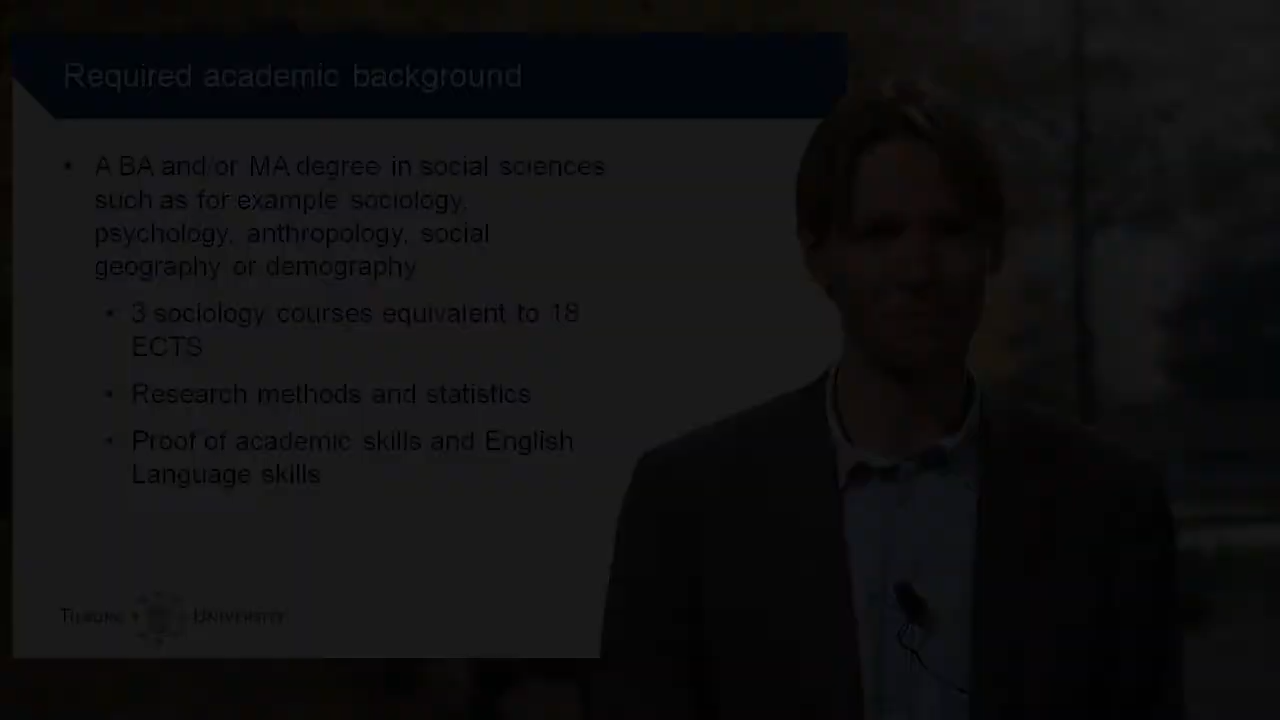 Required academic background
• A BA and/or MA degree in social sciences
such as for example sociology,
psychology, anthropology, social
geography or demography
• 3 sociology courses equivalent to 18
ECTS
• Research methods and statistics
• Proof of academic skills and English
Language skills
TILBURG UNIVERSITY